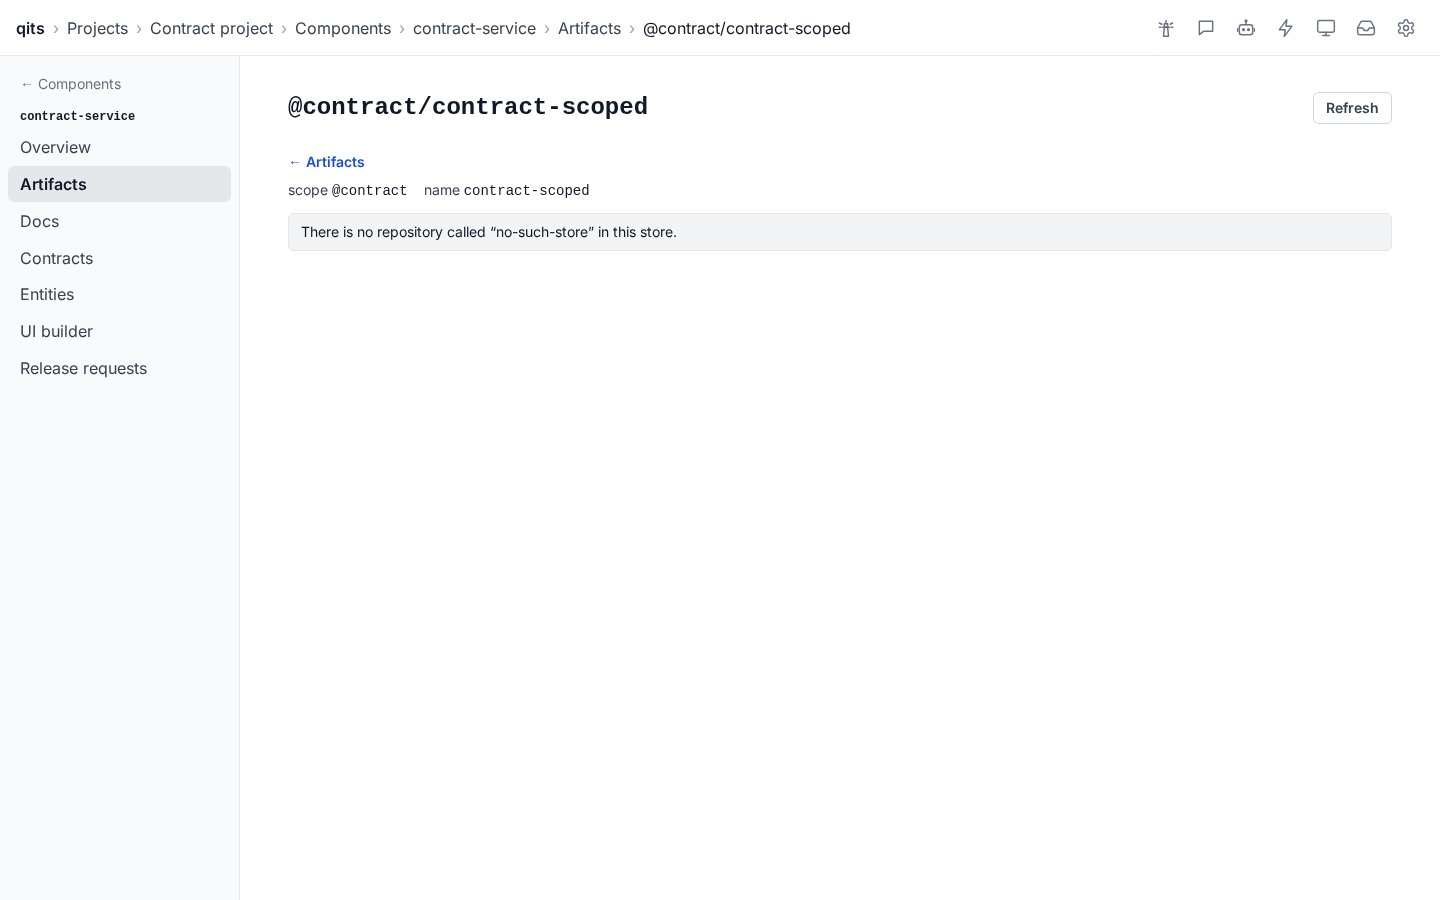 qits › Projects › Contract project › Components › contract-service › Artifacts › @contract/contract-scoped
← Components
contract-service
Overview
Artifacts
Docs
Contracts
Entities
UI builder
Release requests
@contract/contract-scoped
Refresh
← Artifacts
scope @contract name contract-scoped
There is no repository called “no-such-store” in this store.